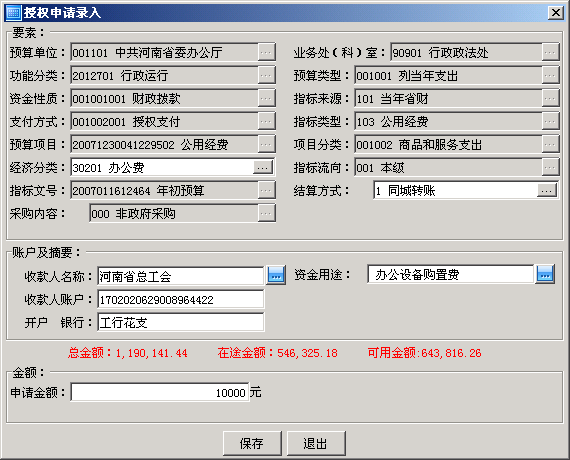 授权申请录入
要素：
预算单位：001101 中共河南省委办公厅 ... 业务处（科）室：90901 行政政法处 ...
功能分类：2012701 行政运行 ... 预算类型：001001 列当年支出 ...
资金性质：001001001 财政拨款 ... 指标来源：101 当年省财 ...
支付方式：001002001 授权支付 ... 指标类型：103 公用经费 ...
预算项目：20071230041229502 公用经费 ... 项目分类：001002 商品和服务支出 ...
经济分类：30201 办公费 ... 指标流向：001 本级 ...
指标文号：2007011612464 年初预算 ... 结算方式：1 同城转账 ...
采购内容：000 非政府采购 ...
账户及摘要：
收款人名称：河南省总工会 ... 资金用途：办公设备购置费 ...
收款人账户：1702020629008964422
开户 银行：工行花支
总金额：1,190,141.44 在途金额：546,325.18 可用金额：643,816.26
金额：
申请金额：10000元
保存 退出